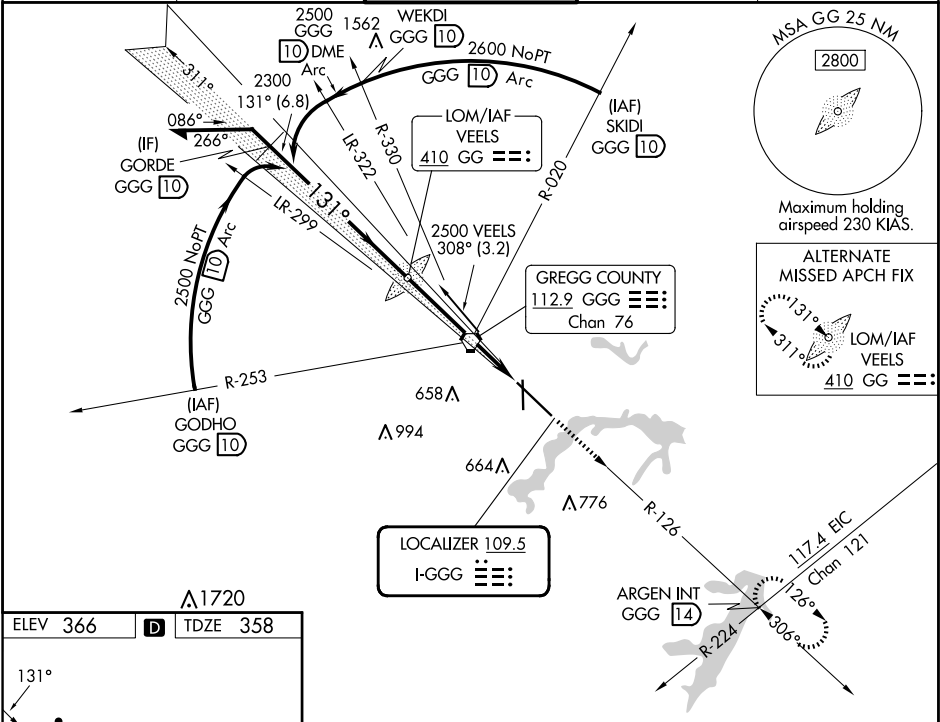 2500
GGG
10 DME
Arc
1562
WEKDI
GGG 10
2600 NoPT
GGG 10 Arc
MSA GG 25 NM
2800
Maximum holding
airspeed 230 KIAS.
311°
2300
131° (6.8)
086°
266°
(IF)
GORDE
GGG 10
LR-322
R-330
LOM/IAF
VEELS
410 GG
(IAF)
SKIDI
GGG 10
R-020
131°
LR-299
2500 NoPT
GGG 10 Arc
2500 VEELS
308° (3.2)
GREGG COUNTY
112.9 GGG
Chan 76
ALTERNATE
MISSED APCH FIX
131°
311°
LOM/IAF
VEELS
410 GG
R-253
(IAF)
GODHO
GGG 10
658
994
664
776
LOCALIZER 109.5
I-GGG
R-126
117.4 EIC
Chan 121
ARGEN INT
GGG 14
126°
306°
R-224
1720
ELEV 366 D TDZE 358
131°